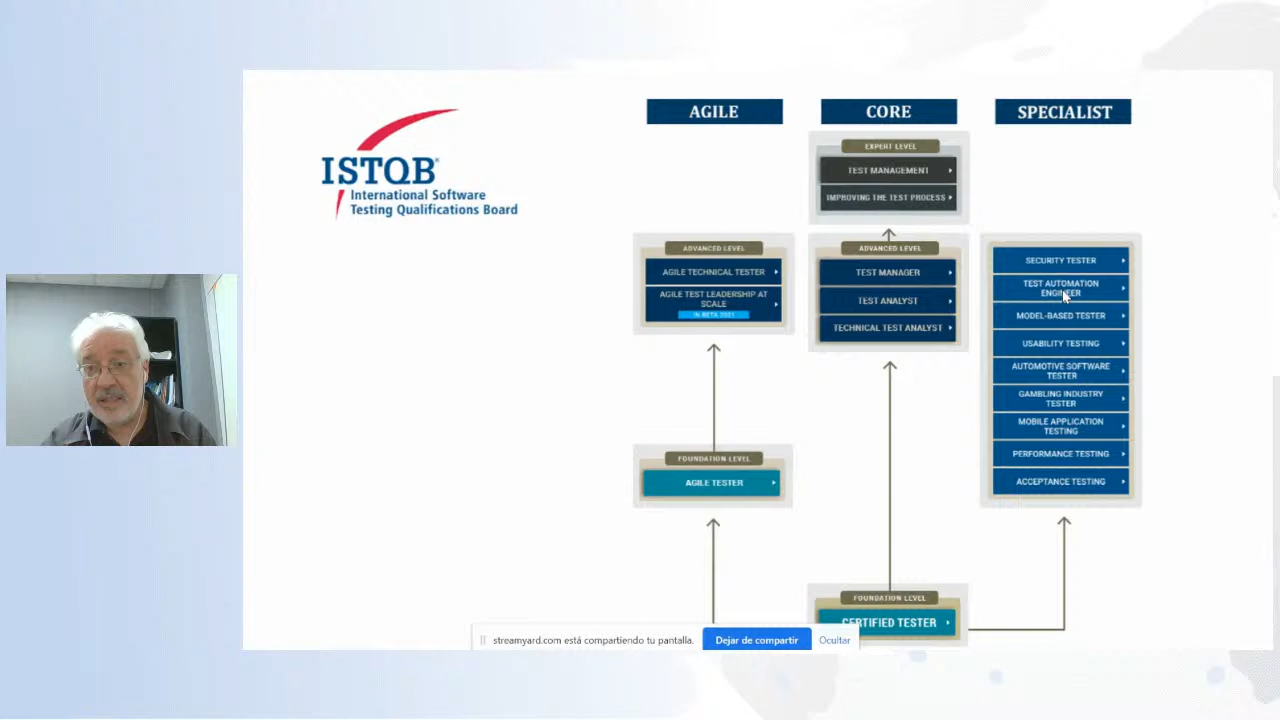 AGILE
CORE
SPECIALIST
ISTQB®
International Software
Testing Qualifications Board
EXPERT LEVEL
TEST MANAGEMENT
IMPROVING THE TEST PROCESS
ADVANCED LEVEL
AGILE TECHNICAL TESTER
AGILE TEST LEADERSHIP AT
SCALE
IN BETA 2021
ADVANCED LEVEL
TEST MANAGER
TEST ANALYST
TECHNICAL TEST ANALYST
SECURITY TESTER
TEST AUTOMATION
ENGINEER
MODEL-BASED TESTER
USABILITY TESTING
AUTOMOTIVE SOFTWARE
TESTER
GAMBLING INDUSTRY
TESTER
MOBILE APPLICATION
TESTING
PERFORMANCE TESTING
ACCEPTANCE TESTING
FOUNDATION LEVEL
AGILE TESTER
FOUNDATION LEVEL
CERTIFIED TESTER
streamyard.com está compartiendo tu pantalla.
Dejar de compartir
Ocultar